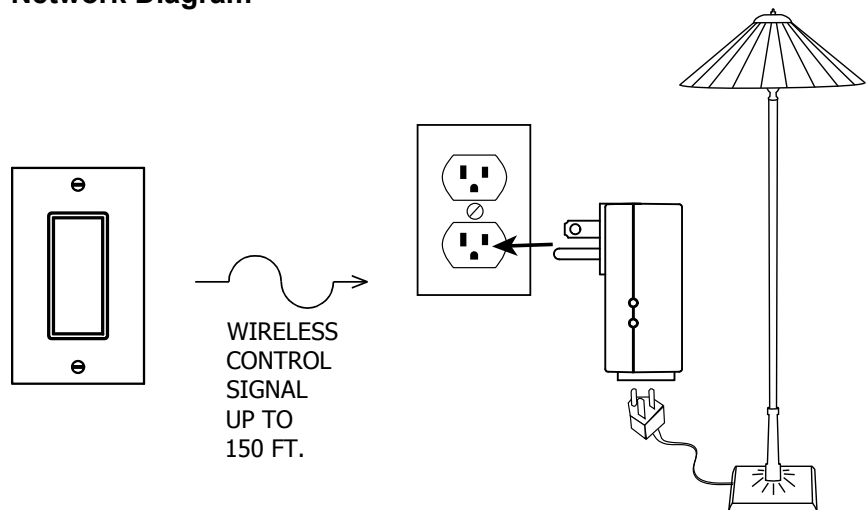 Network Diagram
WIRELESS
CONTROL
SIGNAL
UP TO
150 FT.